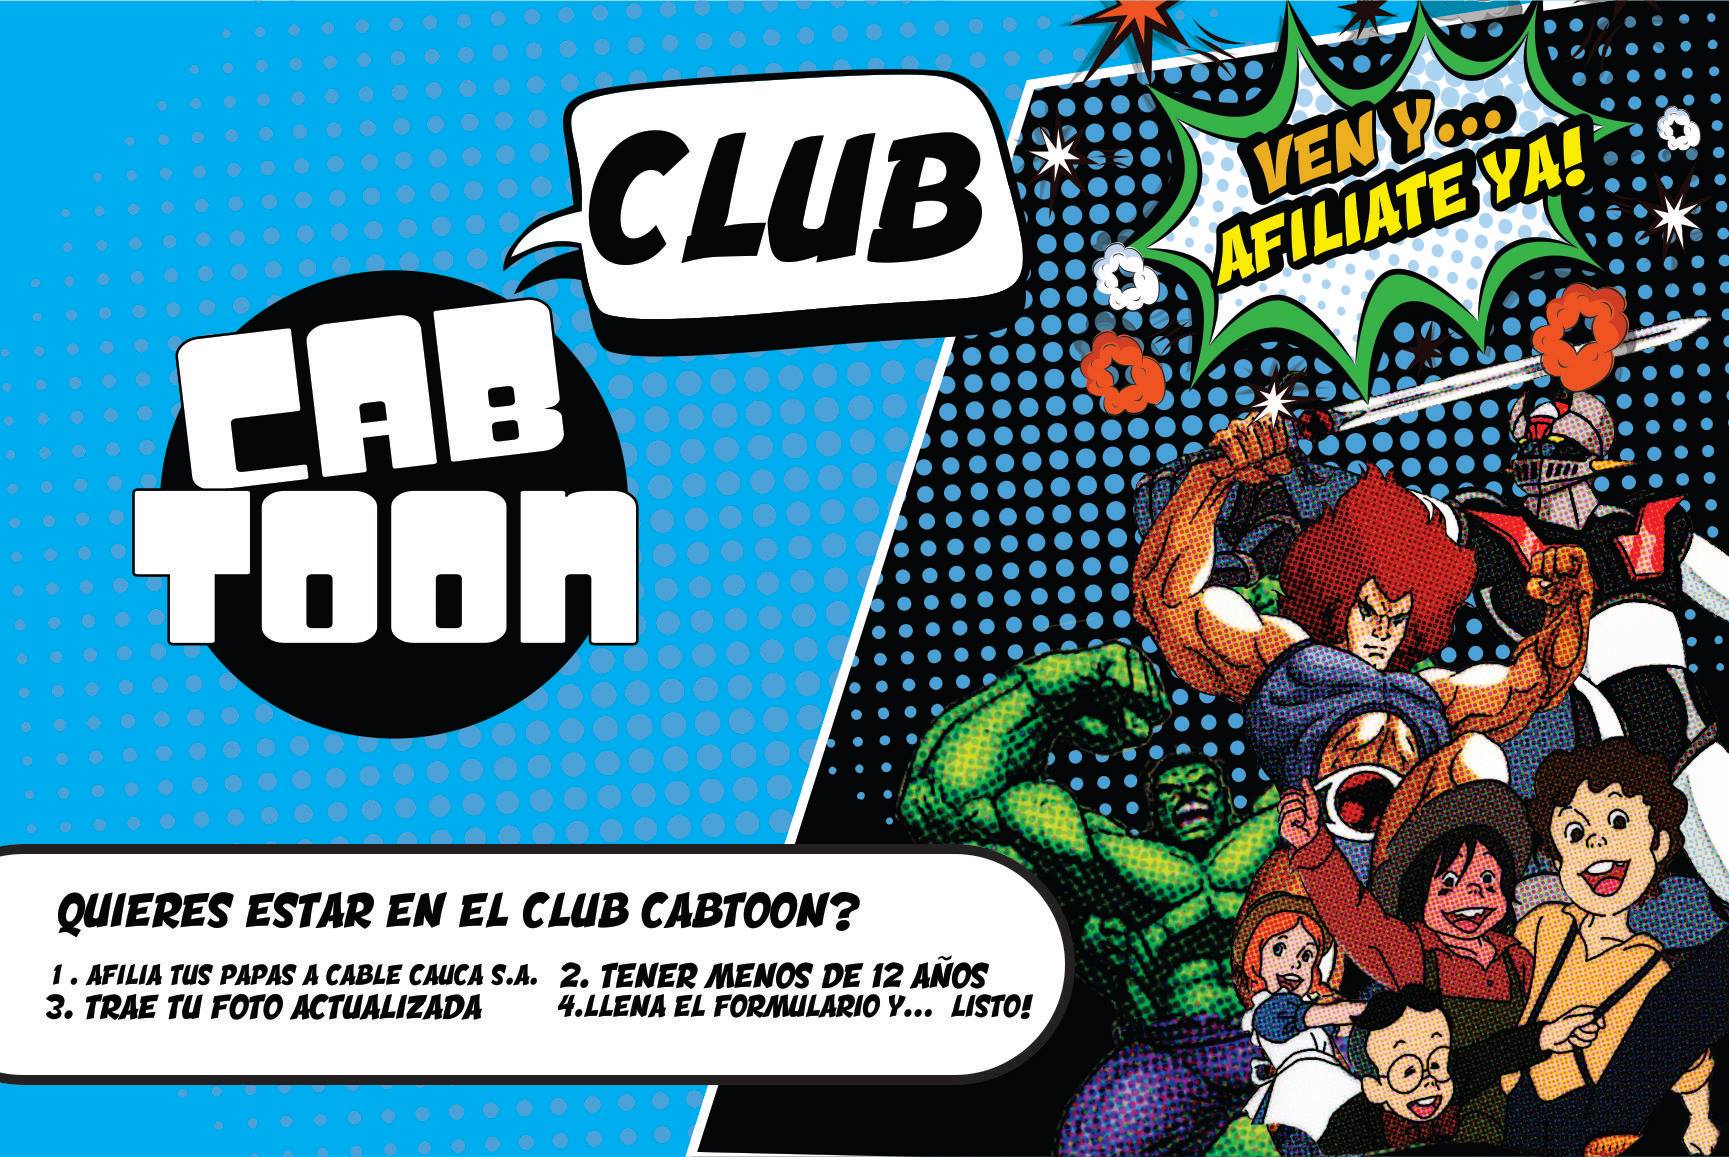 CLUB
VEN Y...
AFILIATE YA!
CAB
TOON
QUIERES ESTAR EN EL CLUB CABTOON?
1. AFILIA TUS PAPAS A CABLE CAUCA S.A. 2. TENER MENOS DE 12 AÑOS
3. TRAE TU FOTO ACTUALIZADA 4.LLENA EL FORMULARIO Y... LISTO!